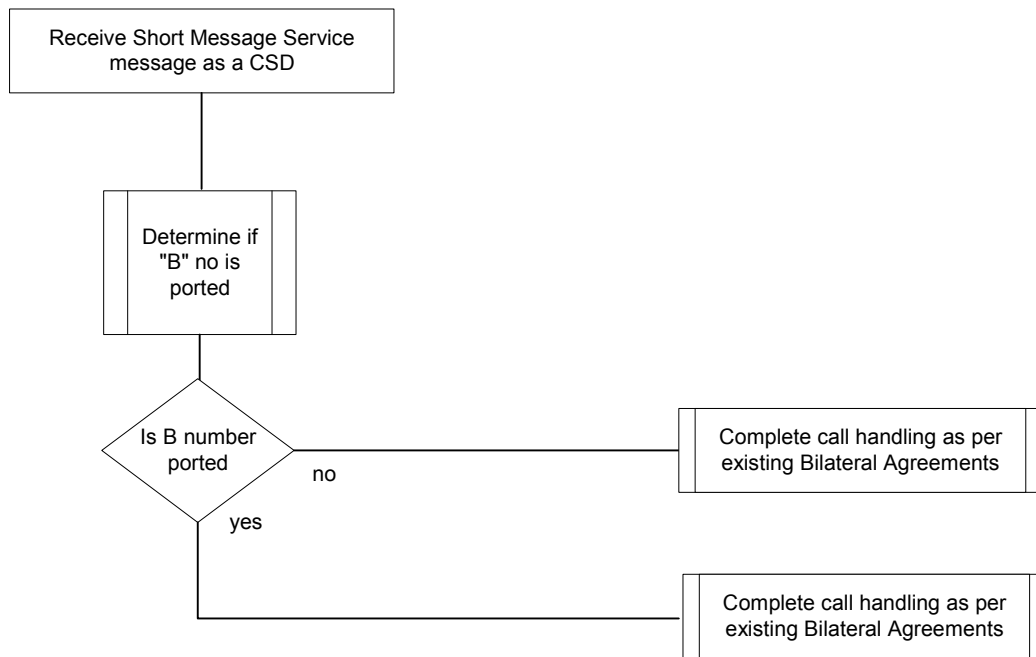 Receive Short Message Service
message as a CSD
Determine if
"B" no is
ported
Is B number
ported
no
yes
Complete call handling as per
existing Bilateral Agreements
Complete call handling as per
existing Bilateral Agreements